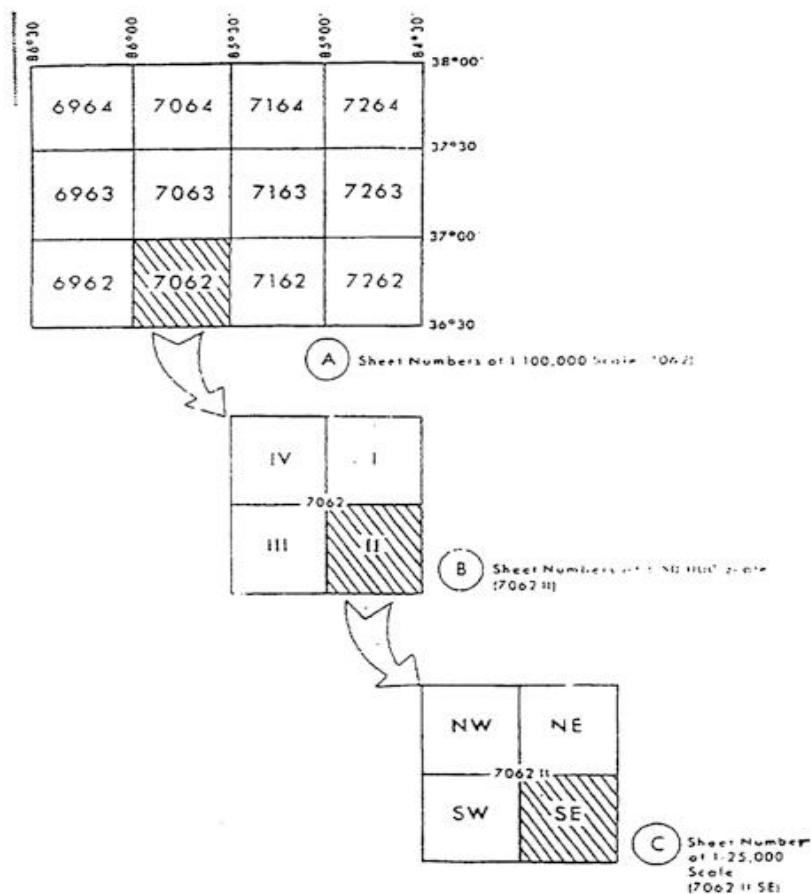 86°30' 86°00' 85°30' 85°00' 84°30'
38°00'
6964 7064 7164 7264
37°30'
6963 7063 7163 7263
37°00'
6962 7062 7162 7262
36°30'
A Sheet Numbers of 1:100,000 Scale (7062)
IV I
7062
III II
B Sheet Numbers of scale
(7062 II)
NW NE
7062 II
SW SE
C Sheet Number
of 1-25,000
Scale
(7062 II SE)